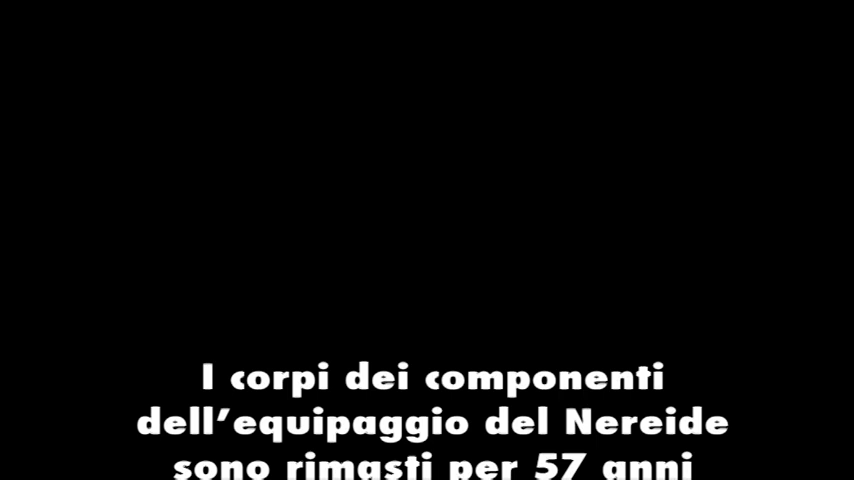 I corpi dei componenti
dell’equipaggio del Nereide
sono rimasti per 57 anni